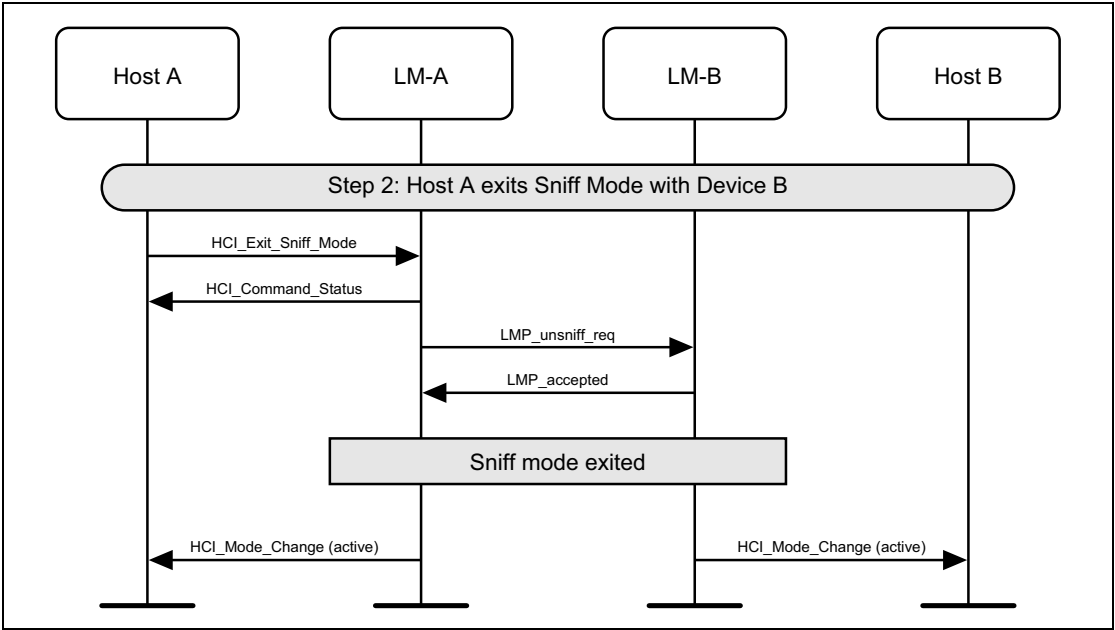 Host A
LM-A
LM-B
Host B
Step 2: Host A exits Sniff Mode with Device B
HCI_Exit_Sniff_Mode
HCI_Command_Status
LMP_unsniff_req
LMP_accepted
Sniff mode exited
HCI_Mode_Change (active)
HCI_Mode_Change (active)